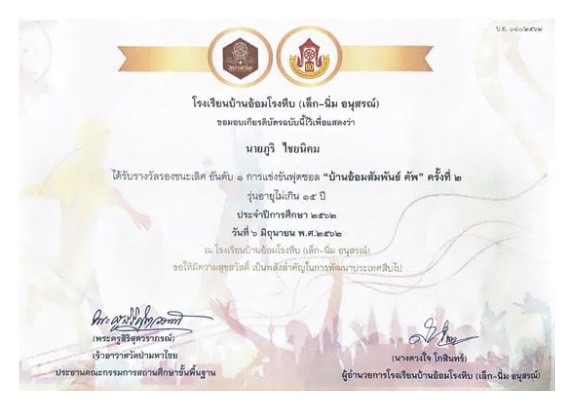 โรงเรียนบ้านอ้อมโรงหีบ (เล็ก-นิ่ม อนุสรณ์)
ขอมอบเกียรติบัตรฉบับนี้ไว้เพื่อแสดงว่า
นายภูริ ไชยนิคม
ได้รับรางวัลรองชนะเลิศ อันดับ ๑ การแข่งขันฟุตซอล "บ้านอ้อมสัมพันธ์ คัพ" ครั้งที่ ๒
รุ่นอายุไม่เกิน ๑๕ ปี
ประจำปีการศึกษา ๒๕๖๒
วันที่ ๖ มิถุนายน พ.ศ.๒๕๖๒
ณ โรงเรียนบ้านอ้อมโรงหีบ (เล็ก-นิ่ม อนุสรณ์)
ขอให้มีความสุขสวัสดิ์ เป็นพลังสำคัญในการพัฒนาประเทศสืบไป
(พระครูสิริสุตวราภรณ์)
เจ้าอาวาสวัดป่ามหาไชย
ประธานคณะกรรมการสถานศึกษาขั้นพื้นฐาน
(นางดวงใจ โกสินทร์)
ผู้อำนวยการโรงเรียนบ้านอ้อมโรงหีบ (เล็ก-นิ่ม อนุสรณ์)